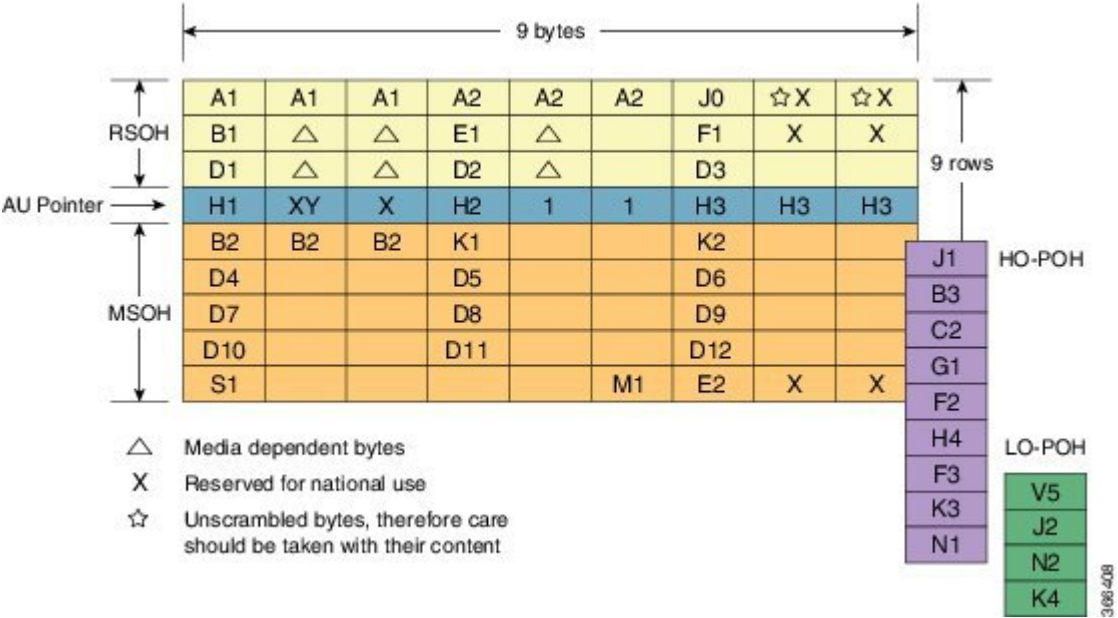 9 bytes
A1 A1 A1 A2 A2 A2 J0 ☆X ☆X
RSOH B1 △ △ E1 △ F1 X X
D1 △ △ D2 △ D3 9 rows
AU Pointer H1 XY X H2 1 1 H3 H3 H3
B2 B2 B2 K1 K2
J1 HO-POH
D4 D5 D6
B3
MSOH D7 D8 D9
C2
D10 D11 D12
G1
S1 M1 E2 X X
F2
△ Media dependent bytes
H4 LO-POH
X Reserved for national use
F3
V5
☆ Unscrambled bytes, therefore care
should be taken with their content
K3
J2
N1
N2
K4
366408